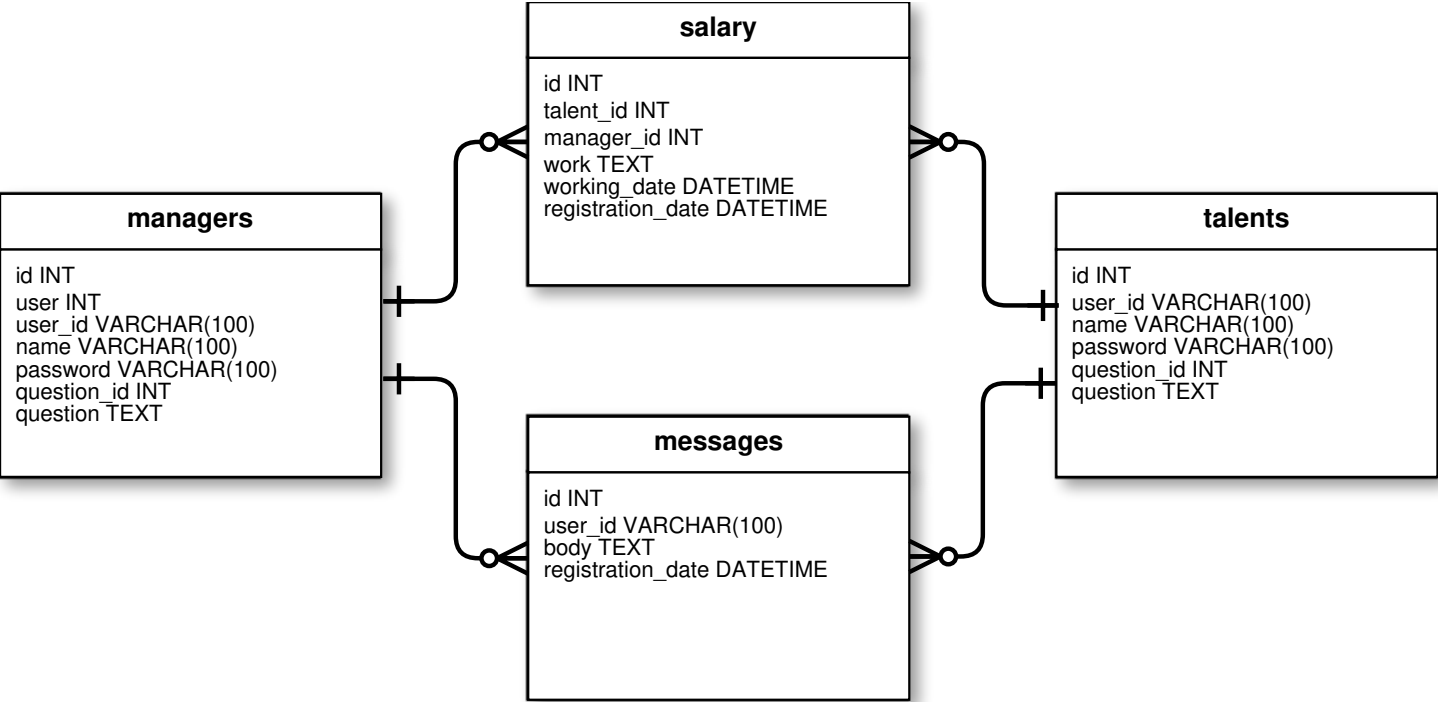 salary
id INT
talent_id INT
manager_id INT
work TEXT
working_date DATETIME
registration_date DATETIME
managers
id INT
user INT
user_id VARCHAR(100)
name VARCHAR(100)
password VARCHAR(100)
question_id INT
question TEXT
talents
id INT
user_id VARCHAR(100)
name VARCHAR(100)
password VARCHAR(100)
question_id INT
question TEXT
messages
id INT
user_id VARCHAR(100)
body TEXT
registration_date DATETIME